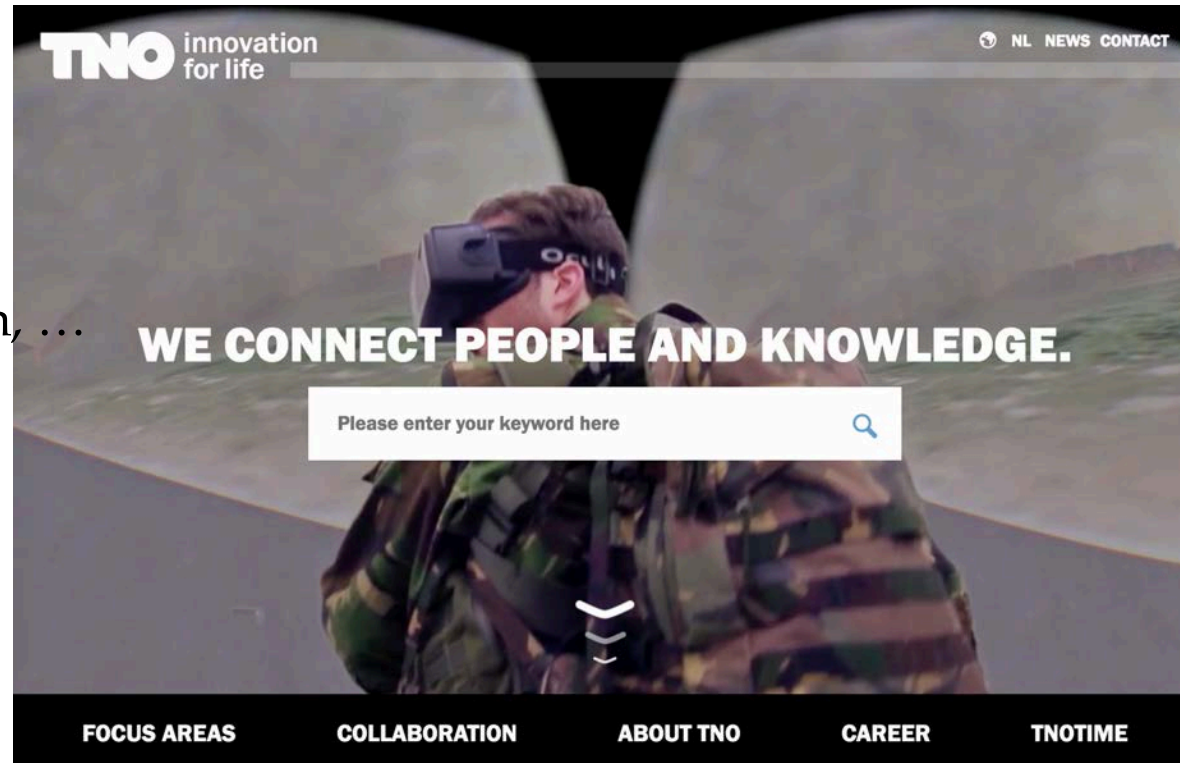 TNO innovation
for life
NL NEWS CONTACT
, …
WE CONNECT PEOPLE AND KNOWLEDGE.
Please enter your keyword here
FOCUS AREAS COLLABORATION ABOUT TNO CAREER TNOTIME